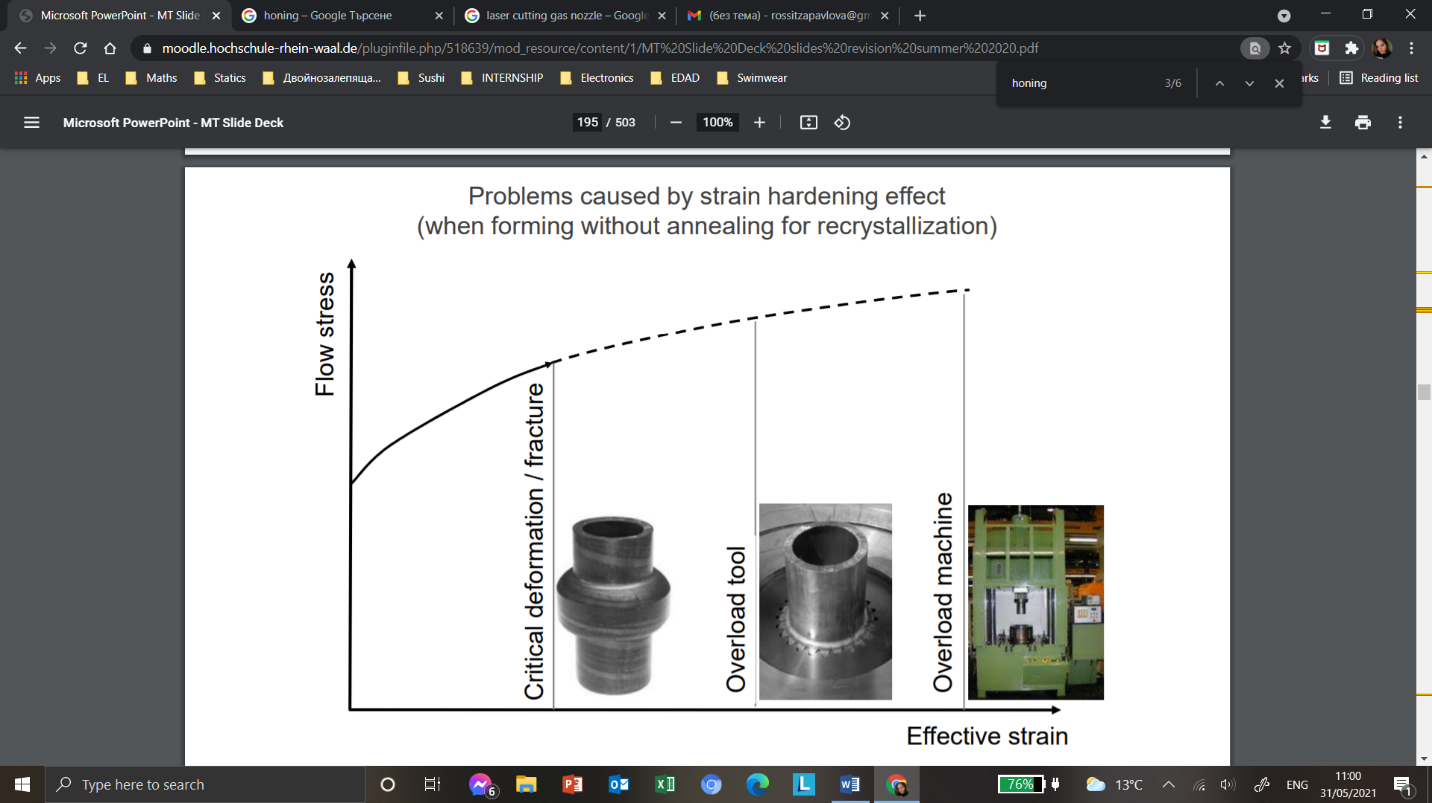 Microsoft PowerPoint - MT Slide
honing – Google Търсене
laser cutting gas nozzle – Google
(без тема) - rossitzapavlova@gm
moodle.hochschule-rhein-waal.de/pluginfile.php/518639/mod_resource/content/1/MT%20Slide%20Deck%20slides%20revision%20summer%202020.pdf
Apps
EL
Maths
Statics
Двойнозалепяща...
Sushi
INTERNSHIP
Electronics
EDAD
Swimwear
Reading list
honing
3/6
Microsoft PowerPoint - MT Slide Deck
195 / 503
100%
Problems caused by strain hardening effect
(when forming without annealing for recrystallization)
Flow stress
Critical deformation / fracture
Overload tool
Overload machine
Effective strain
Type here to search
6
76%
13°C
ENG
11:00
31/05/2021
1